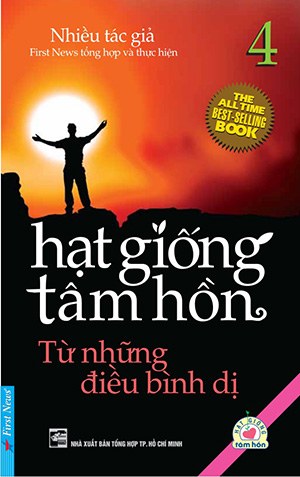 Nhiều tác giả
First News tổng hợp và thực hiện
4
THE
ALL TIME
BEST-SELLING
BOOK
hạt giống
tâm hồn
Từ những
điều bình dị
First News
NHÀ XUẤT BẢN TỔNG HỢP TP. HỒ CHÍ MINH
HẠT GIỐNG
tâm hồn